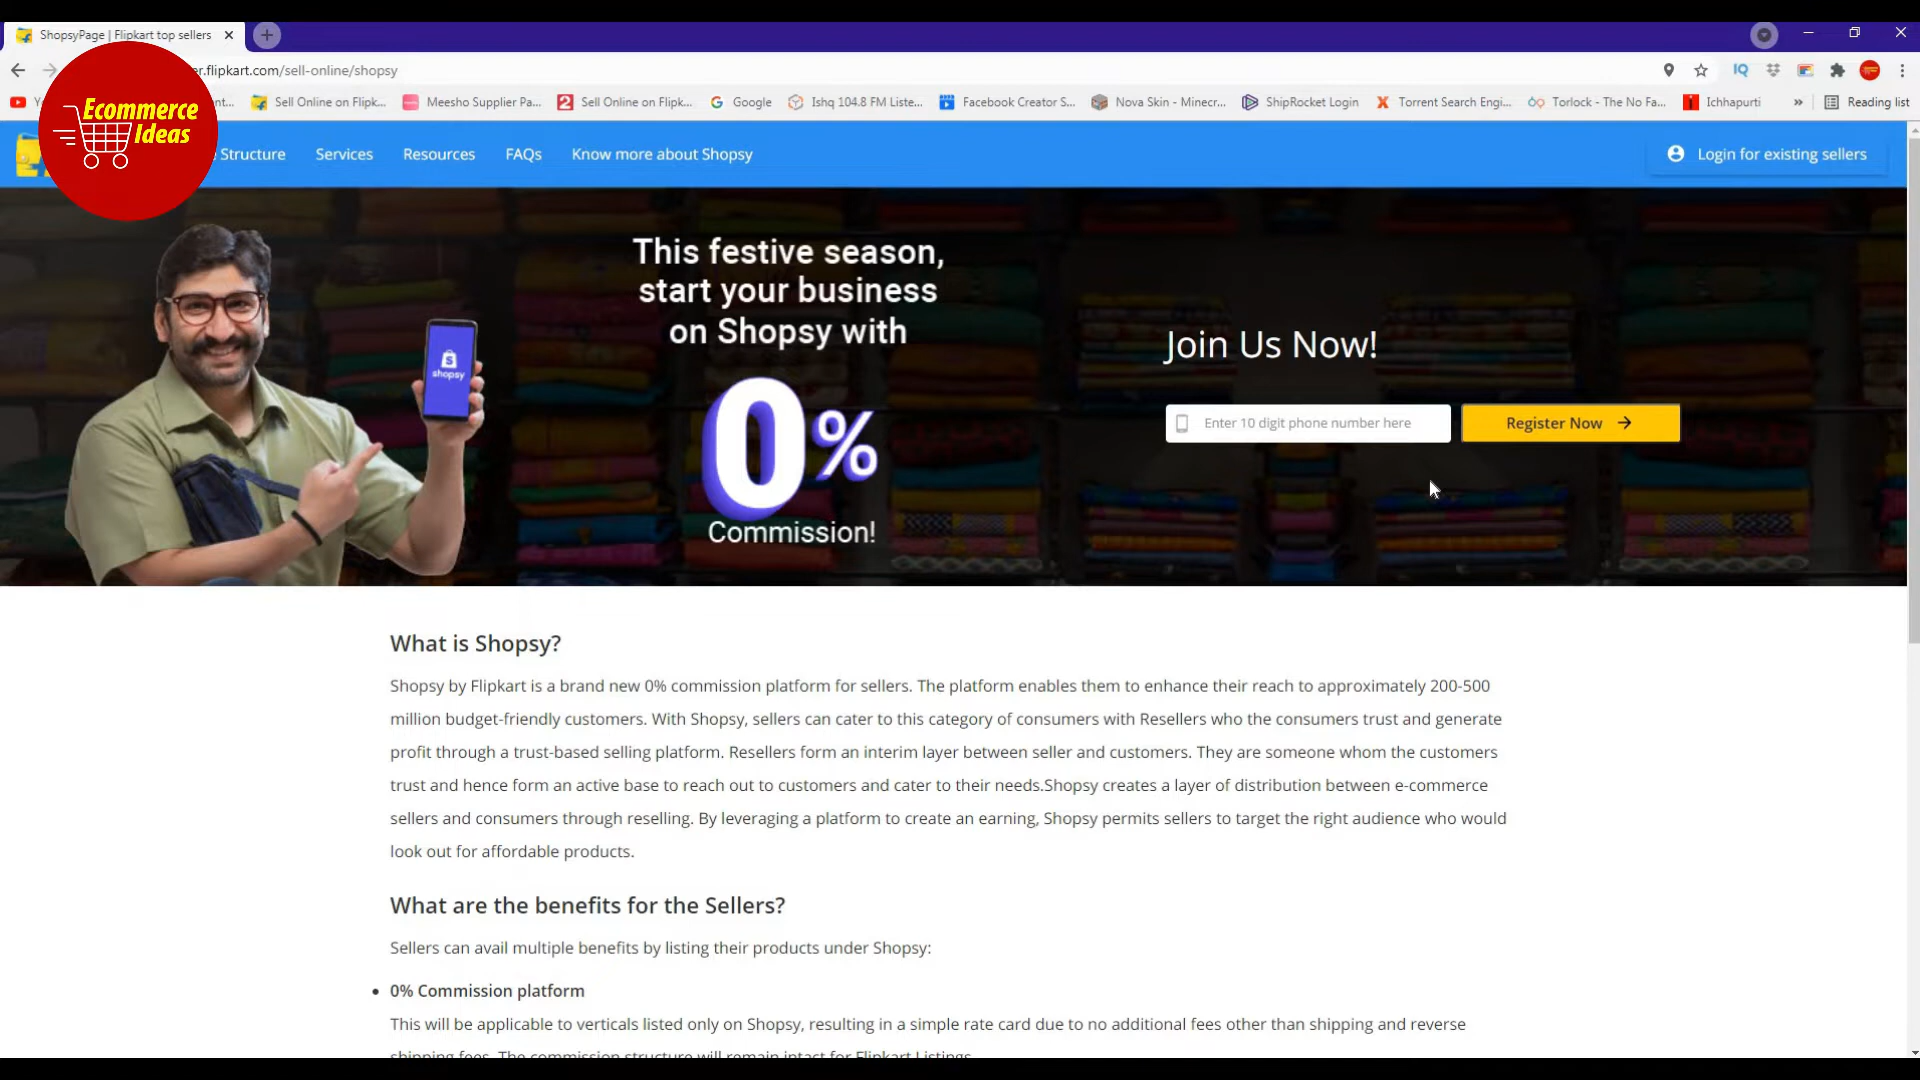 ShopsyPage | Flipkart top sellers
er.flipkart.com/sell-online/shopsy
Sell Online on Flipk...
Meesho Supplier Pa...
Sell Online on Flipk...
Google
Ishq 104.8 FM Liste...
Facebook Creator S...
Nova Skin - Minecr...
ShipRocket Login
Torrent Search Engi...
Torlock - The No Fa...
Ichhapurti
»
Reading list
Ecommerce
Ideas
Structure
Services
Resources
FAQs
Know more about Shopsy
Login for existing sellers
This festive season,
start your business
on Shopsy with
0%
Commission!
shopsy
Join Us Now!
Enter 10 digit phone number here
Register Now
What is Shopsy?
Shopsy by Flipkart is a brand new 0% commission platform for sellers. The platform enables them to enhance their reach to approximately 200-500
million budget-friendly customers. With Shopsy, sellers can cater to this category of consumers with Resellers who the consumers trust and generate
profit through a trust-based selling platform. Resellers form an interim layer between seller and customers. They are someone whom the customers
trust and hence form an active base to reach out to customers and cater to their needs.Shopsy creates a layer of distribution between e-commerce
sellers and consumers through reselling. By leveraging a platform to create an earning, Shopsy permits sellers to target the right audience who would
look out for affordable products.
What are the benefits for the Sellers?
Sellers can avail multiple benefits by listing their products under Shopsy:
• 0% Commission platform
This will be applicable to verticals listed only on Shopsy, resulting in a simple rate card due to no additional fees other than shipping and reverse
shipping fees. The commission structure will remain intact for Flipkart Listings.